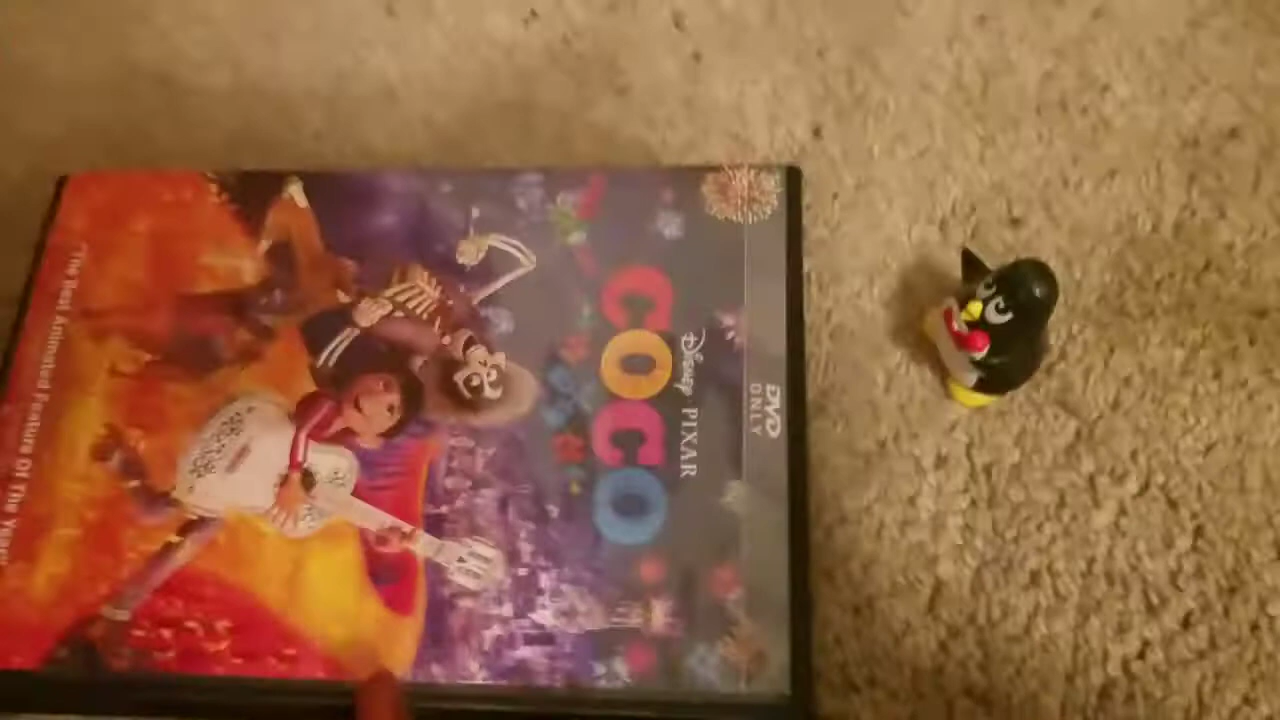 DVD
ONLY
Disney · PIXAR
COCO
"The Best Animated Feature Of The Year."